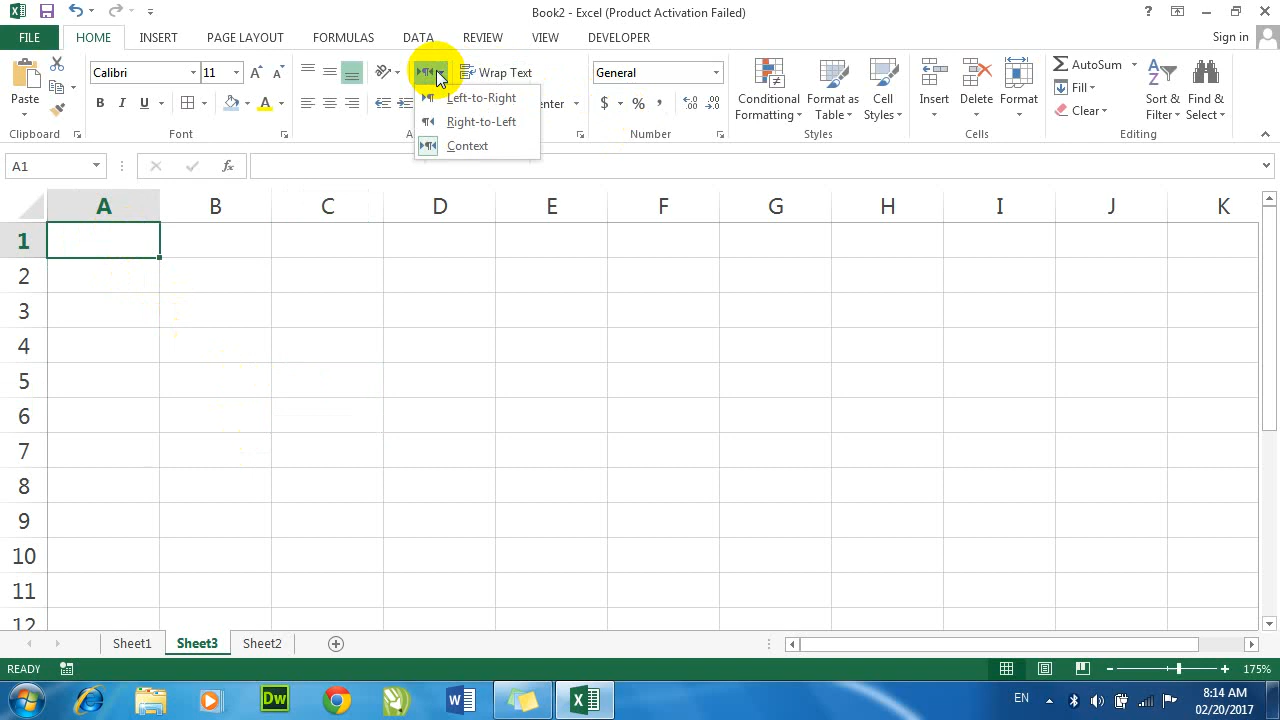 Book2 - Excel (Product Activation Failed)
FILE HOME INSERT PAGE LAYOUT FORMULAS DATA REVIEW VIEW DEVELOPER Sign in
Paste
Clipboard
Calibri 11
B I U A
Font
Wrap Text
Left-to-Right
Right-to-Left
Context
General
$ % ,
Number
Conditional Formatting
Format as Table
Cell Styles
Styles
Insert Delete Format
Cells
AutoSum
Fill
Clear
Sort & Filter
Find & Select
Editing
A1 fx
A B C D E F G H I J K
1
2
3
4
5
6
7
8
9
10
11
12
Sheet1 Sheet3 Sheet2
READY 175%
Dw EN 8:14 AM
02/20/2017